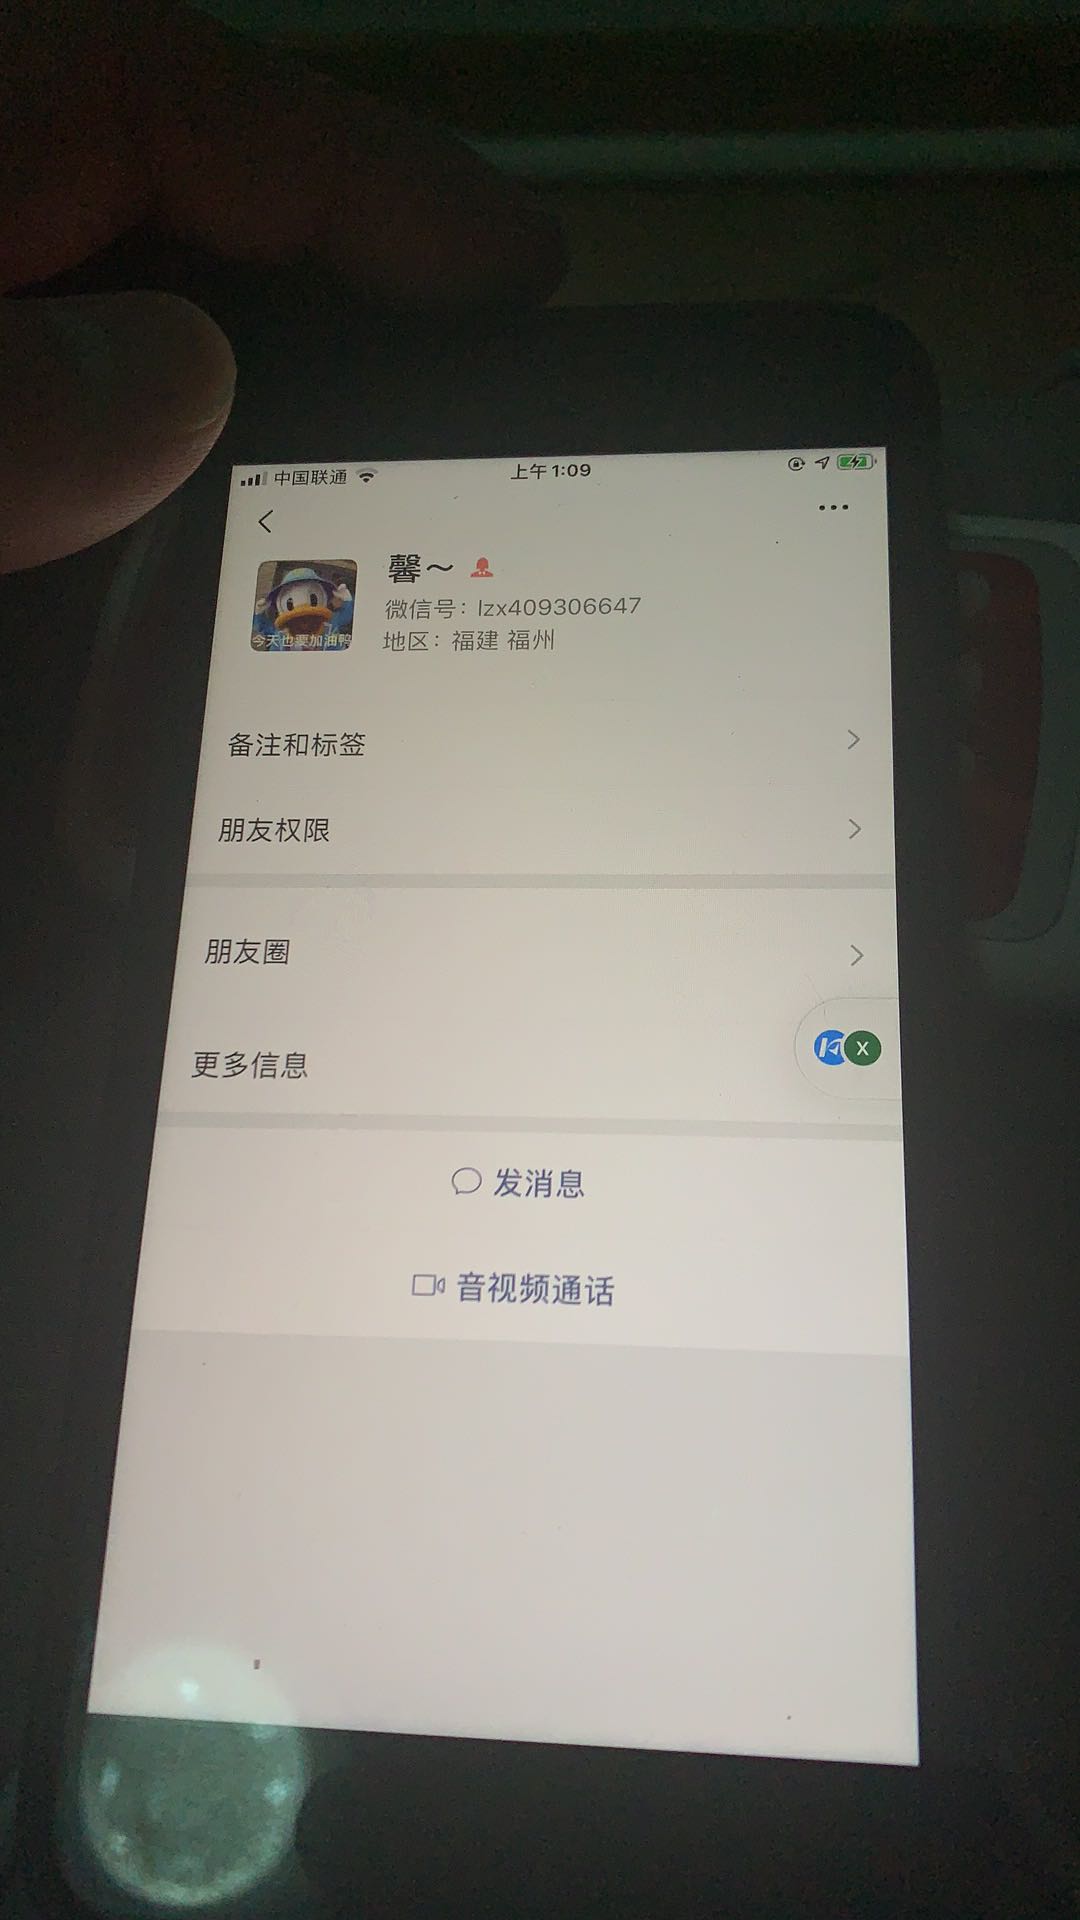 中国联通
上午1:09
馨～
微信号：lzx409306647
地区：福建 福州
今天也要加油鸭
备注和标签
朋友权限
朋友圈
更多信息
X
发消息
音视频通话